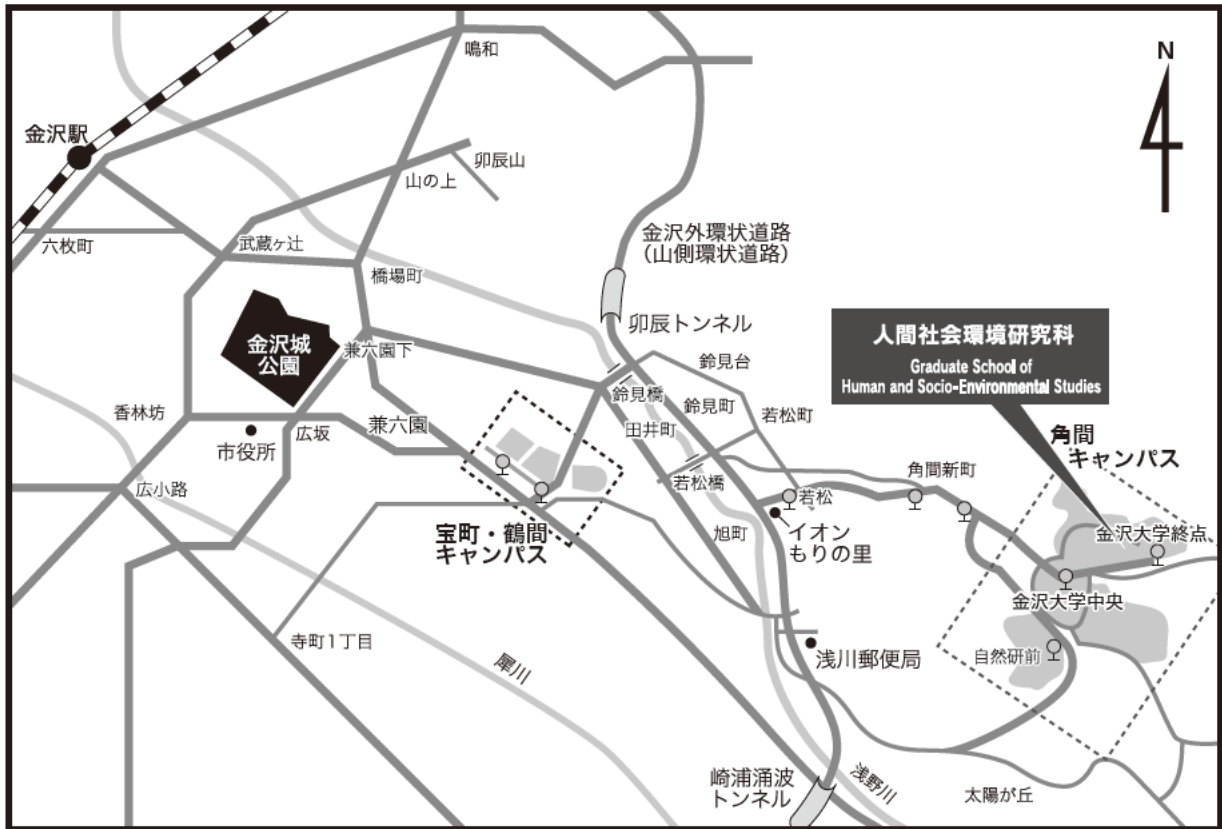 N
鳴和
金沢駅
卯辰山
山の上
六枚町
武蔵ヶ辻
橋場町
金沢外環状道路
(山側環状道路)
卯辰トンネル
人間社会環境研究科
Graduate School of
Human and Socio-Environmental Studies
金沢城
公園
兼六園下
鈴見台
鈴見橋
鈴見町
若松町
香林坊
市役所
広坂
兼六園
田井町
角間
キャンパス
角間新町
若松橋
若松
広小路
宝町・鶴間
キャンパス
旭町
イオン
もりの里
金沢大学終点
金沢大学中央
寺町1丁目
犀川
浅川郵便局
自然研前
崎浦涌波
トンネル
浅野川
太陽が丘